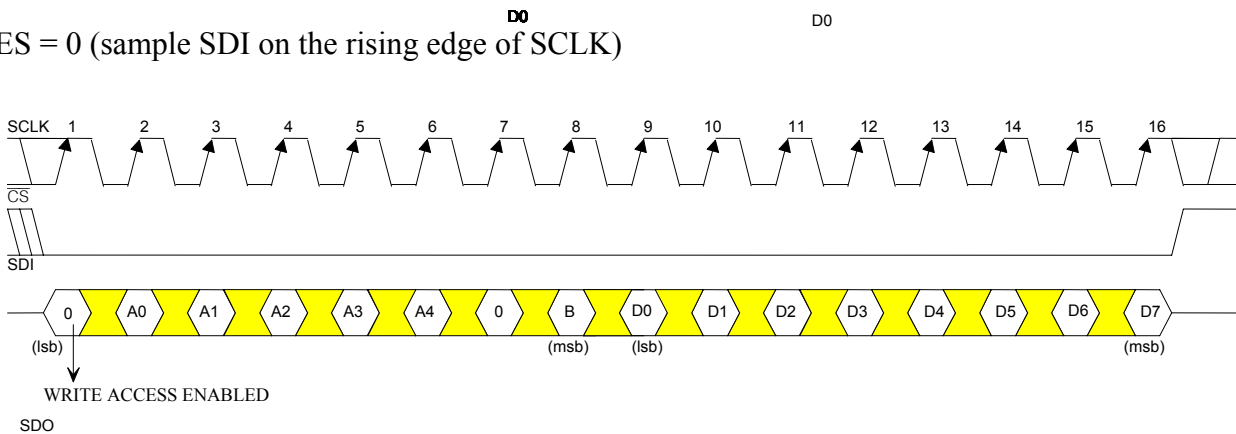 D0
D0
ES = 0 (sample SDI on the rising edge of SCLK)
SCLK 1 2 3 4 5 6 7 8 9 10 11 12 13 14 15 16
CS
SDI
0 A0 A1 A2 A3 A4 0 B D0 D1 D2 D3 D4 D5 D6 D7
(lsb) (msb) (lsb) (msb)
WRITE ACCESS ENABLED
SDO